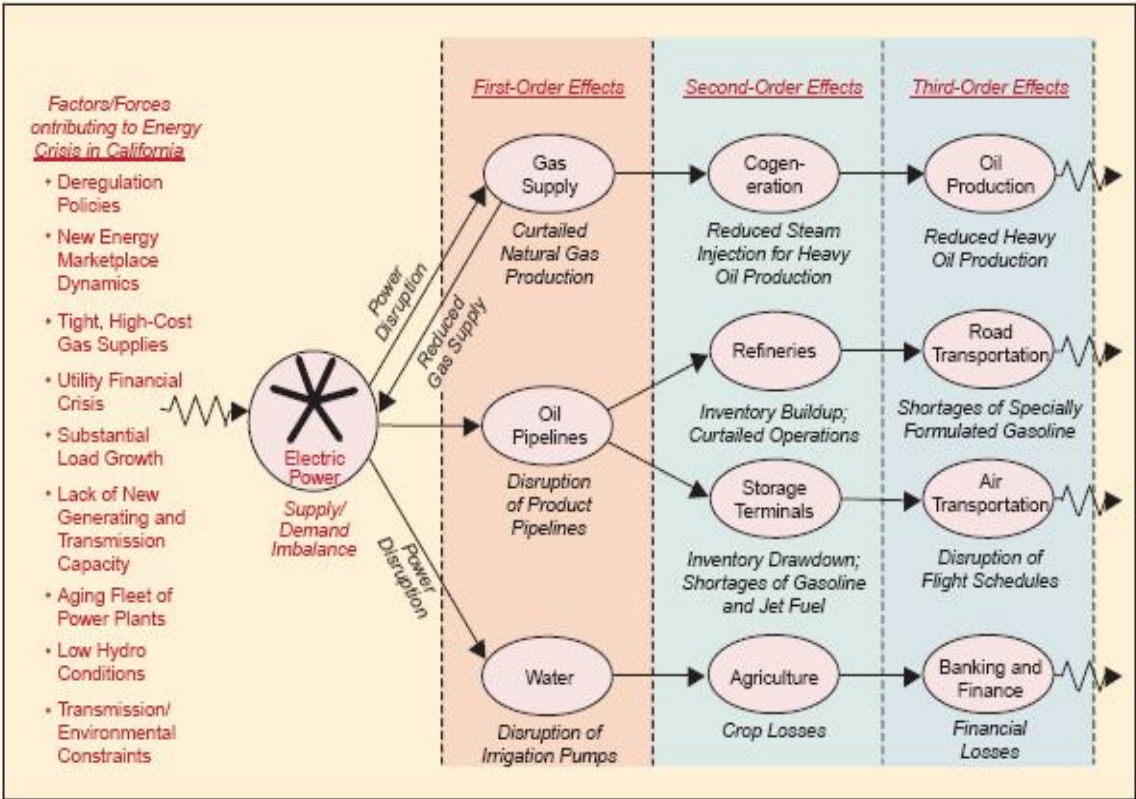 Factors/Forces
ontributing to Energy
Crisis in California
• Deregulation
Policies
• New Energy
Marketplace
Dynamics
• Tight, High-Cost
Gas Supplies
• Utility Financial
Crisis
• Substantial
Load Growth
• Lack of New
Generating and
Transmission
Capacity
• Aging Fleet of
Power Plants
• Low Hydro
Conditions
• Transmission/
Environmental
Constraints
Electric
Power
Supply/
Demand
Imbalance
Power
Disruption
Reduced
Gas Supply
Power
Disruption
First-Order Effects
Gas
Supply
Curtailed
Natural Gas
Production
Oil
Pipelines
Disruption
of Product
Pipelines
Water
Disruption of
Irrigation Pumps
Second-Order Effects
Cogen-
eration
Reduced Steam
Injection for Heavy
Oil Production
Refineries
Inventory Buildup;
Curtailed Operations
Storage
Terminals
Inventory Drawdown;
Shortages of Gasoline
and Jet Fuel
Agriculture
Crop Losses
Third-Order Effects
Oil
Production
Reduced Heavy
Oil Production
Road
Transportation
Shortages of Specially
Formulated Gasoline
Air
Transportation
Disruption of
Flight Schedules
Banking and
Finance
Financial
Losses